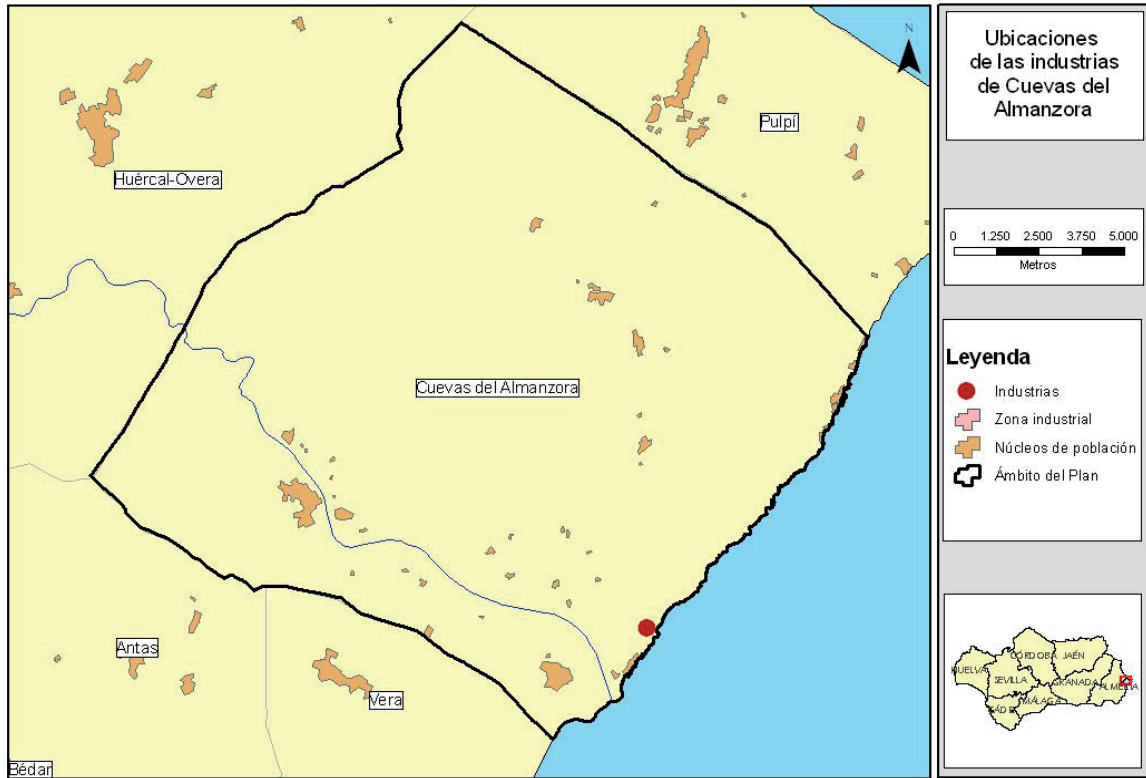 N
Pulpí
Huércal-Overa
Cuevas del Almanzora
Antas
Vera
Bédar
Ubicaciones
de las industrias
de Cuevas del
Almanzora
0 1.250 2.500 3.750 5.000
Metros
Leyenda
Industrias
Zona industrial
Núcleos de población
Ámbito del Plan
CÓRDOBA JAÉN
HUELVA
SEVILLA
GRANADA
ALMERÍA
MÁLAGA